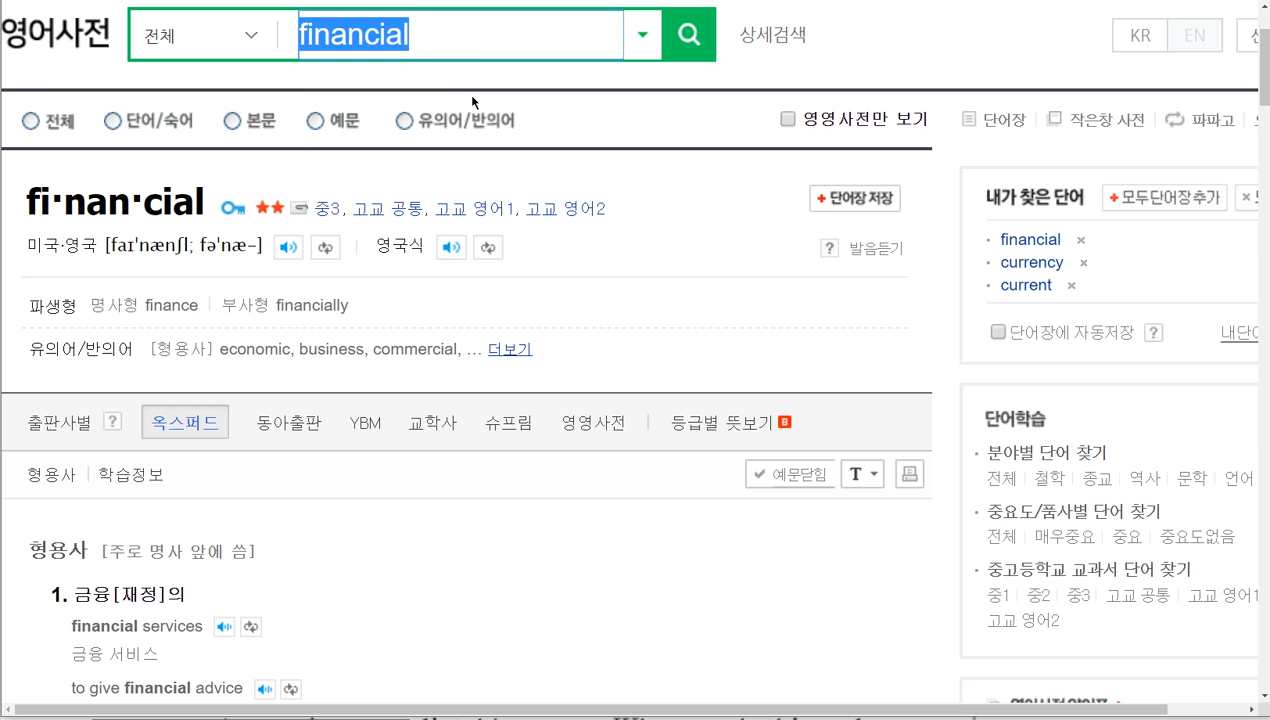 영어사전 전체 financial 상세검색 KR EN
전체 단어/숙어 본문 예문 유의어/반의어 영영사전만 보기 단어장 작은창 사전 파파고
fi·nan·cial ★★ 중3, 고교 공통, 고교 영어1, 고교 영어2 + 단어장 저장
미국·영국 [faɪˈnænʃl; fəˈnæ–] 영국식 ? 발음듣기
파생형 명사형 finance 부사형 financially
유의어/반의어 [형용사] economic, business, commercial, … 더보기
출판사별 ? 옥스퍼드 동아출판 YBM 교학사 슈프림 영영사전 등급별 뜻보기
형용사 학습정보 예문닫힘 T
형용사 [주로 명사 앞에 씀]
1. 금융[재정]의
financial services
금융 서비스
to give financial advice
내가 찾은 단어 + 모두단어장추가 ×
· financial ×
· currency ×
· current ×
단어장에 자동저장 ?
단어학습
· 분야별 단어 찾기
전체 철학 종교 역사 문학 언어
· 중요도/품사별 단어 찾기
전체 매우중요 중요 중요도없음
· 중고등학교 교과서 단어 찾기
중1 중2 중3 고교 공통 고교 영어1
고교 영어2